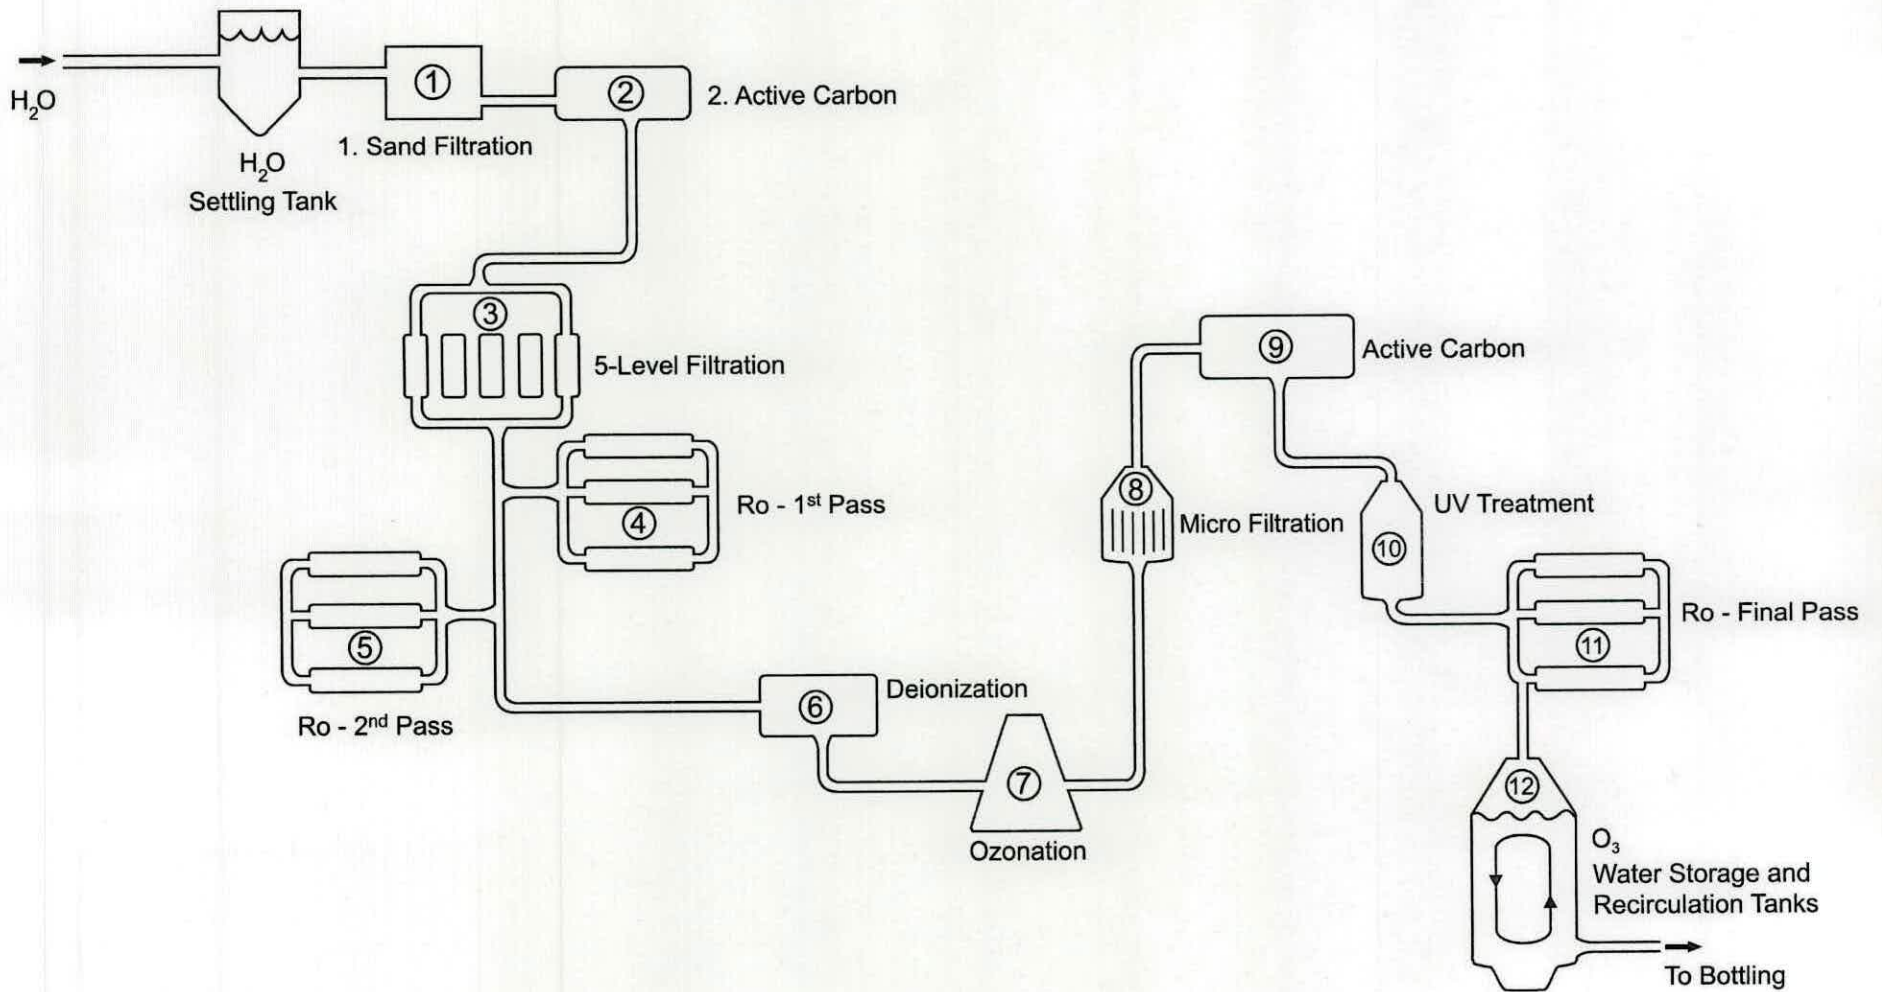 H₂O
H₂O
Settling Tank
1
1. Sand Filtration
2
2. Active Carbon
3
5-Level Filtration
4
Ro - 1st Pass
5
Ro - 2nd Pass
6
Deionization
7
Ozonation
8
Micro Filtration
9
Active Carbon
10
UV Treatment
11
Ro - Final Pass
12
O₃
Water Storage and
Recirculation Tanks
To Bottling